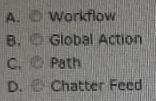 A. Workflow
B. Global Action
C. Path
D. Chatter Feed